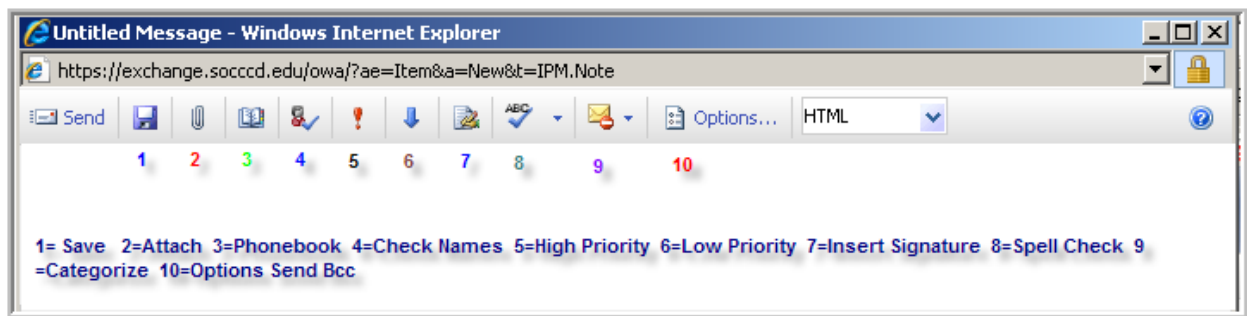 Untitled Message - Windows Internet Explorer
https://exchange.socccd.edu/owa/?ae=Item&a=New&t=IPM.Note
Send ABC Options... HTML
1 2 3 4 5 6 7 8 9 10
1= Save 2=Attach 3=Phonebook 4=Check Names 5=High Priority 6=Low Priority 7=Insert Signature 8=Spell Check 9
=Categorize 10=Options Send Bcc